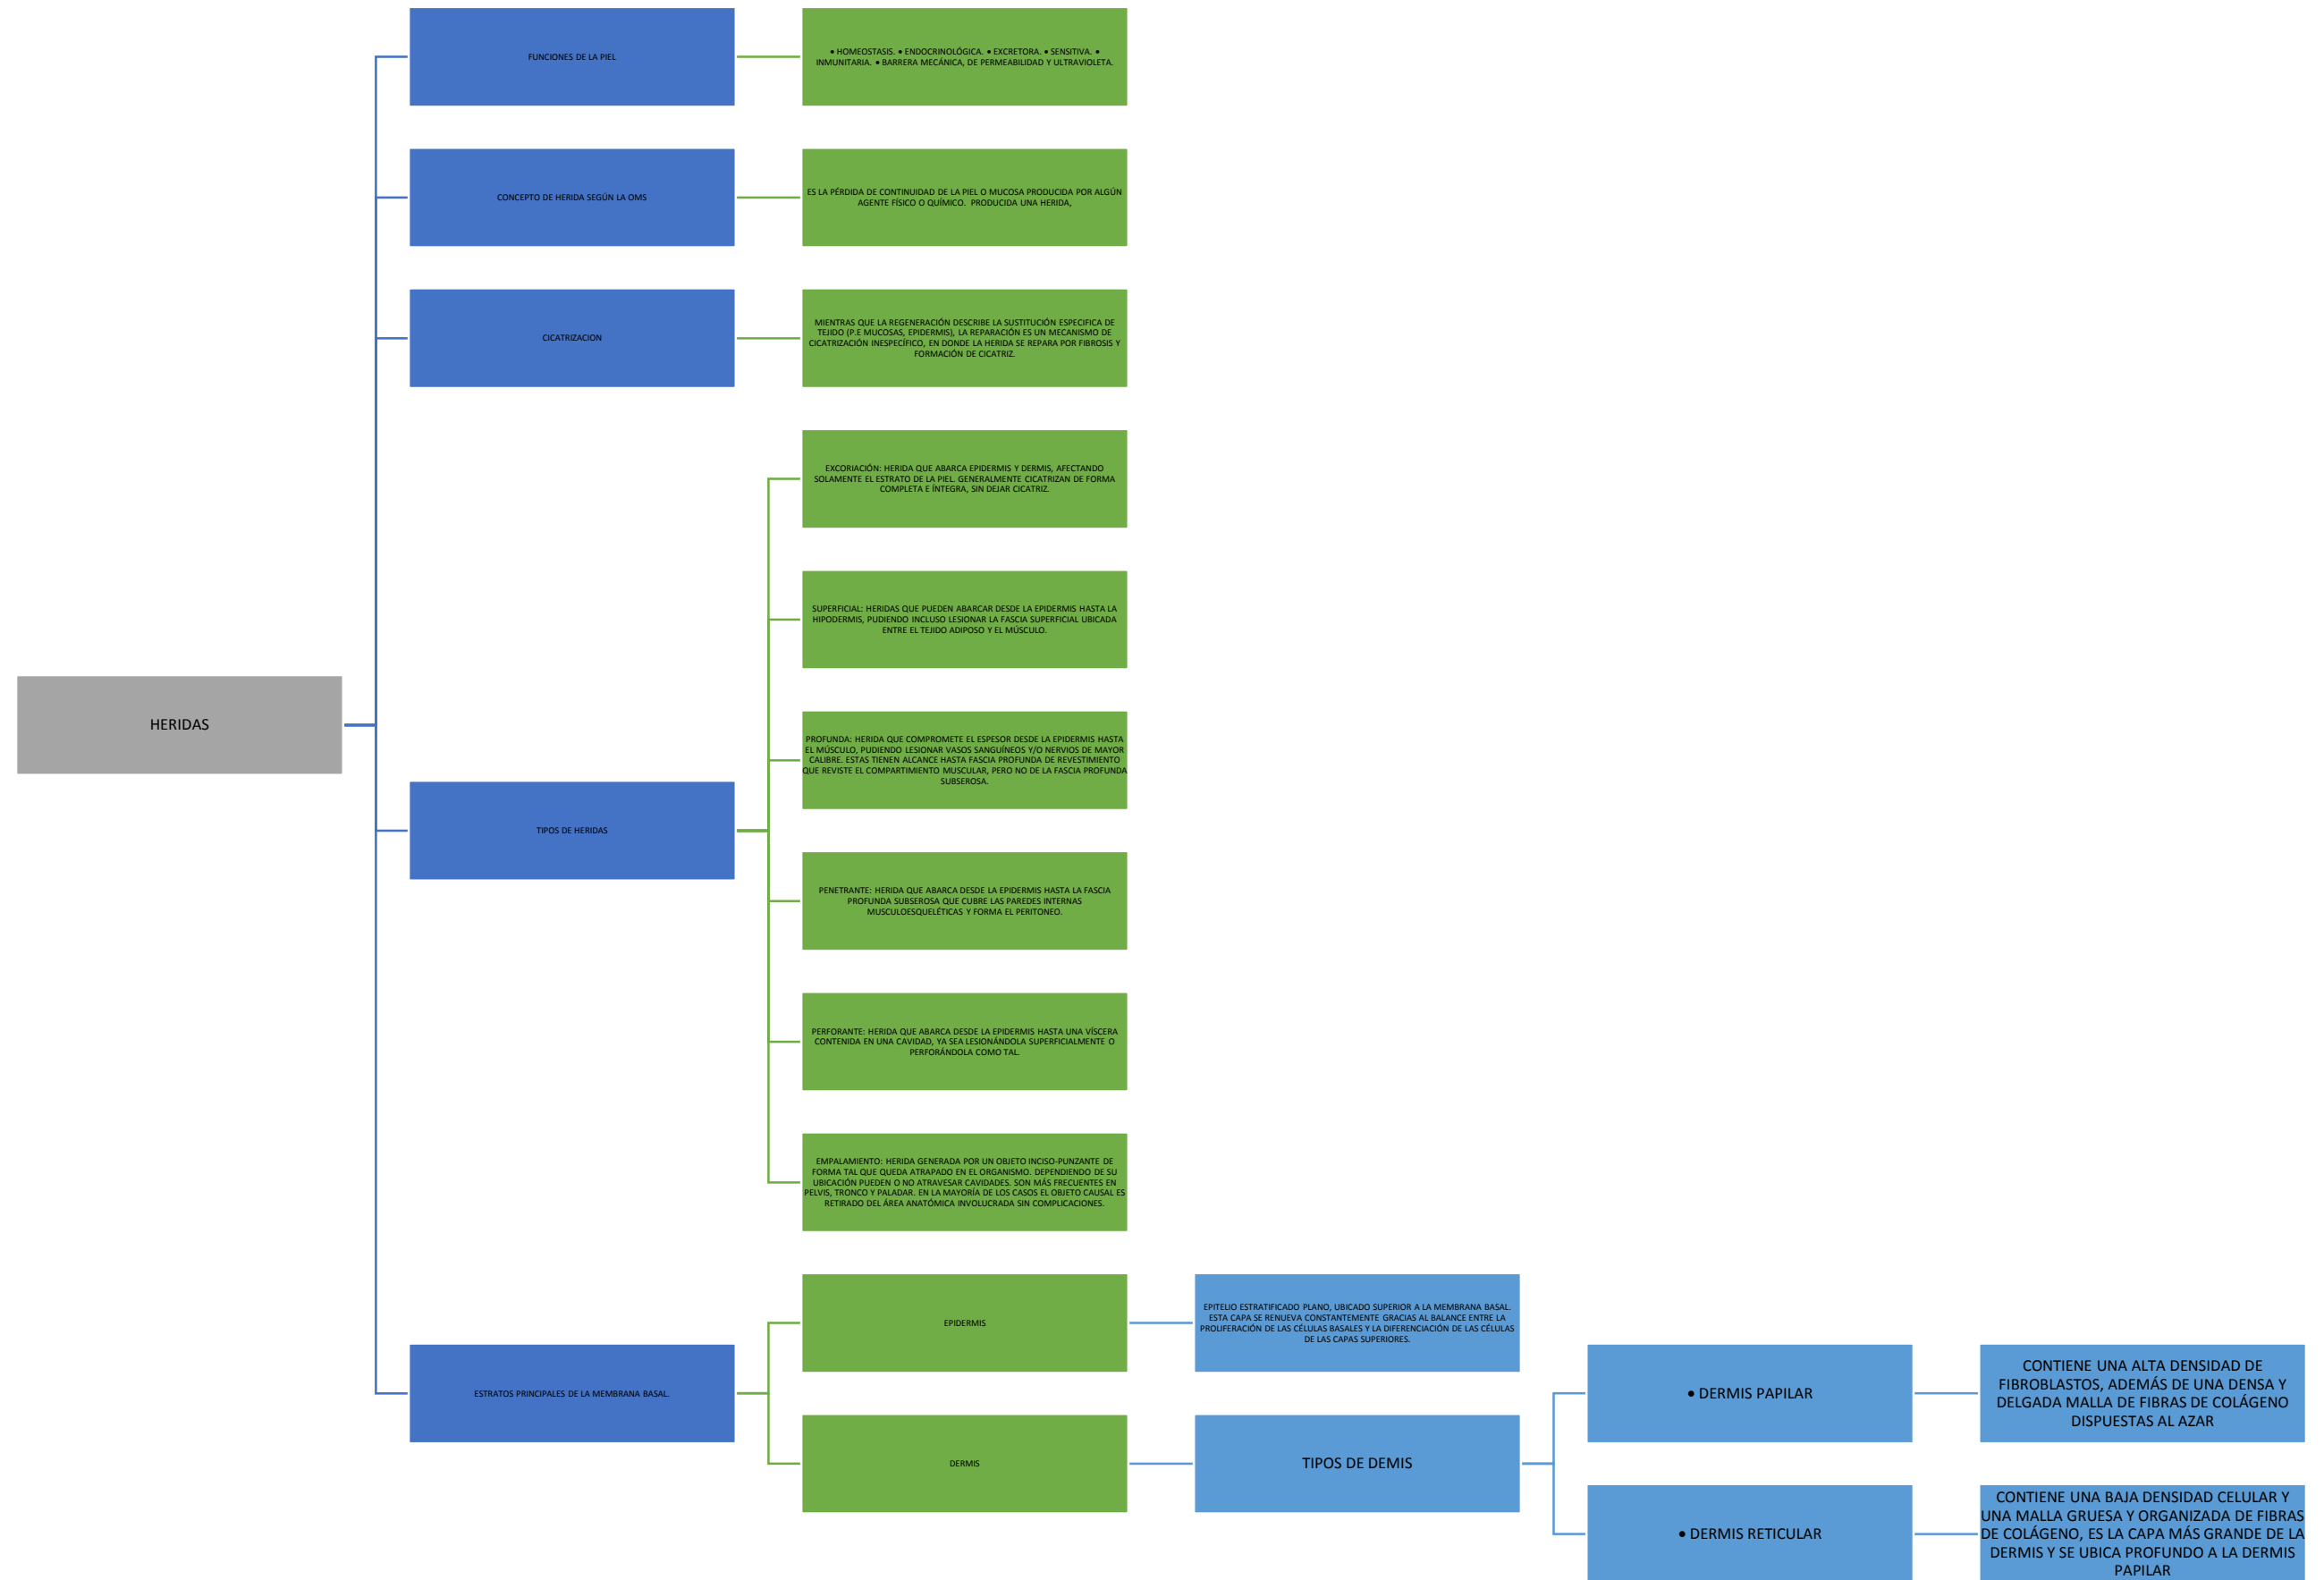 FUNCIONES DE LA PIEL
• HOMEOSTASIS. • ENDOCRINOLÓGICA. • EXCRETORA. • SENSITIVA. •
INMUNITARIA. • BARRERA MECÁNICA, DE PERMEABILIDAD Y ULTRAVIOLETA.
CONCEPTO DE HERIDA SEGÚN LA OMS
ES LA PÉRDIDA DE CONTINUIDAD DE LA PIEL O MUCOSA PRODUCIDA POR ALGÚN
AGENTE FÍSICO O QUÍMICO. PRODUCIDA UNA HERIDA,
CICATRIZACION
MIENTRAS QUE LA REGENERACIÓN DESCRIBE LA SUSTITUCIÓN ESPECIFICA DE
TEJIDO (P.E MUCOSAS, EPIDERMIS), LA REPARACIÓN ES UN MECANISMO DE
CICATRIZACIÓN INESPECÍFICO, EN DONDE LA HERIDA SE REPARA POR FIBROSIS Y
FORMACIÓN DE CICATRIZ.
HERIDAS
TIPOS DE HERIDAS
EXCORIACIÓN: HERIDA QUE ABARCA EPIDERMIS Y DERMIS, AFECTANDO
SOLAMENTE EL ESTRATO DE LA PIEL. GENERALMENTE CICATRIZAN DE FORMA
COMPLETA E ÍNTEGRA, SIN DEJAR CICATRIZ.
SUPERFICIAL: HERIDAS QUE PUEDEN ABARCAR DESDE LA EPIDERMIS HASTA LA
HIPODERMIS, PUDIENDO INCLUSO LESIONAR LA FASCIA SUPERFICIAL UBICADA
ENTRE EL TEJIDO ADIPOSO Y EL MÚSCULO.
PROFUNDA: HERIDA QUE COMPROMETE EL ESPESOR DESDE LA EPIDERMIS HASTA
EL MÚSCULO, PUDIENDO LESIONAR VASOS SANGUÍNEOS Y/O NERVIOS DE MAYOR
CALIBRE. ESTAS TIENEN ALCANCE HASTA FASCIA PROFUNDA DE REVESTIMIENTO
QUE REVISTE EL COMPARTIMIENTO MUSCULAR, PERO NO DE LA FASCIA PROFUNDA
SUBSEROSA.
PENETRANTE: HERIDA QUE ABARCA DESDE LA EPIDERMIS HASTA LA FASCIA
PROFUNDA SUBSEROSA QUE CUBRE LAS PAREDES INTERNAS
MUSCULOESQUELÉTICAS Y FORMA EL PERITONEO.
PERFORANTE: HERIDA QUE ABARCA DESDE LA EPIDERMIS HASTA UNA VÍSCERA
CONTENIDA EN UNA CAVIDAD, YA SEA LESIONÁNDOLA SUPERFICIALMENTE O
PERFORÁNDOLA COMO TAL.
EMPALAMIENTO: HERIDA GENERADA POR UN OBJETO INCISO-PUNZANTE DE
FORMA TAL QUE QUEDA ATRAPADO EN EL ORGANISMO. DEPENDIENDO DE SU
UBICACIÓN PUEDEN O NO ATRAVESAR CAVIDADES. SON MÁS FRECUENTES EN
PELVIS, TRONCO Y PALADAR. EN LA MAYORÍA DE LOS CASOS EL OBJETO CAUSAL ES
RETIRADO DEL ÁREA ANATÓMICA INVOLUCRADA SIN COMPLICACIONES.
ESTRATOS PRINCIPALES DE LA MEMBRANA BASAL.
EPIDERMIS
EPITELIO ESTRATIFICADO PLANO, UBICADO SUPERIOR A LA MEMBRANA BASAL.
ESTA CAPA SE RENUEVA CONSTANTEMENTE GRACIAS AL BALANCE ENTRE LA
PROLIFERACIÓN DE LAS CÉLULAS BASALES Y LA DIFERENCIACIÓN DE LAS CÉLULAS
DE LAS CAPAS SUPERIORES.
DERMIS
TIPOS DE DEMIS
• DERMIS PAPILAR
CONTIENE UNA ALTA DENSIDAD DE
FIBROBLASTOS, ADEMÁS DE UNA DENSA Y
DELGADA MALLA DE FIBRAS DE COLÁGENO
DISPUESTAS AL AZAR
• DERMIS RETICULAR
CONTIENE UNA BAJA DENSIDAD CELULAR Y
UNA MALLA GRUESA Y ORGANIZADA DE FIBRAS
DE COLÁGENO, ES LA CAPA MÁS GRANDE DE LA
DERMIS Y SE UBICA PROFUNDO A LA DERMIS
PAPILAR